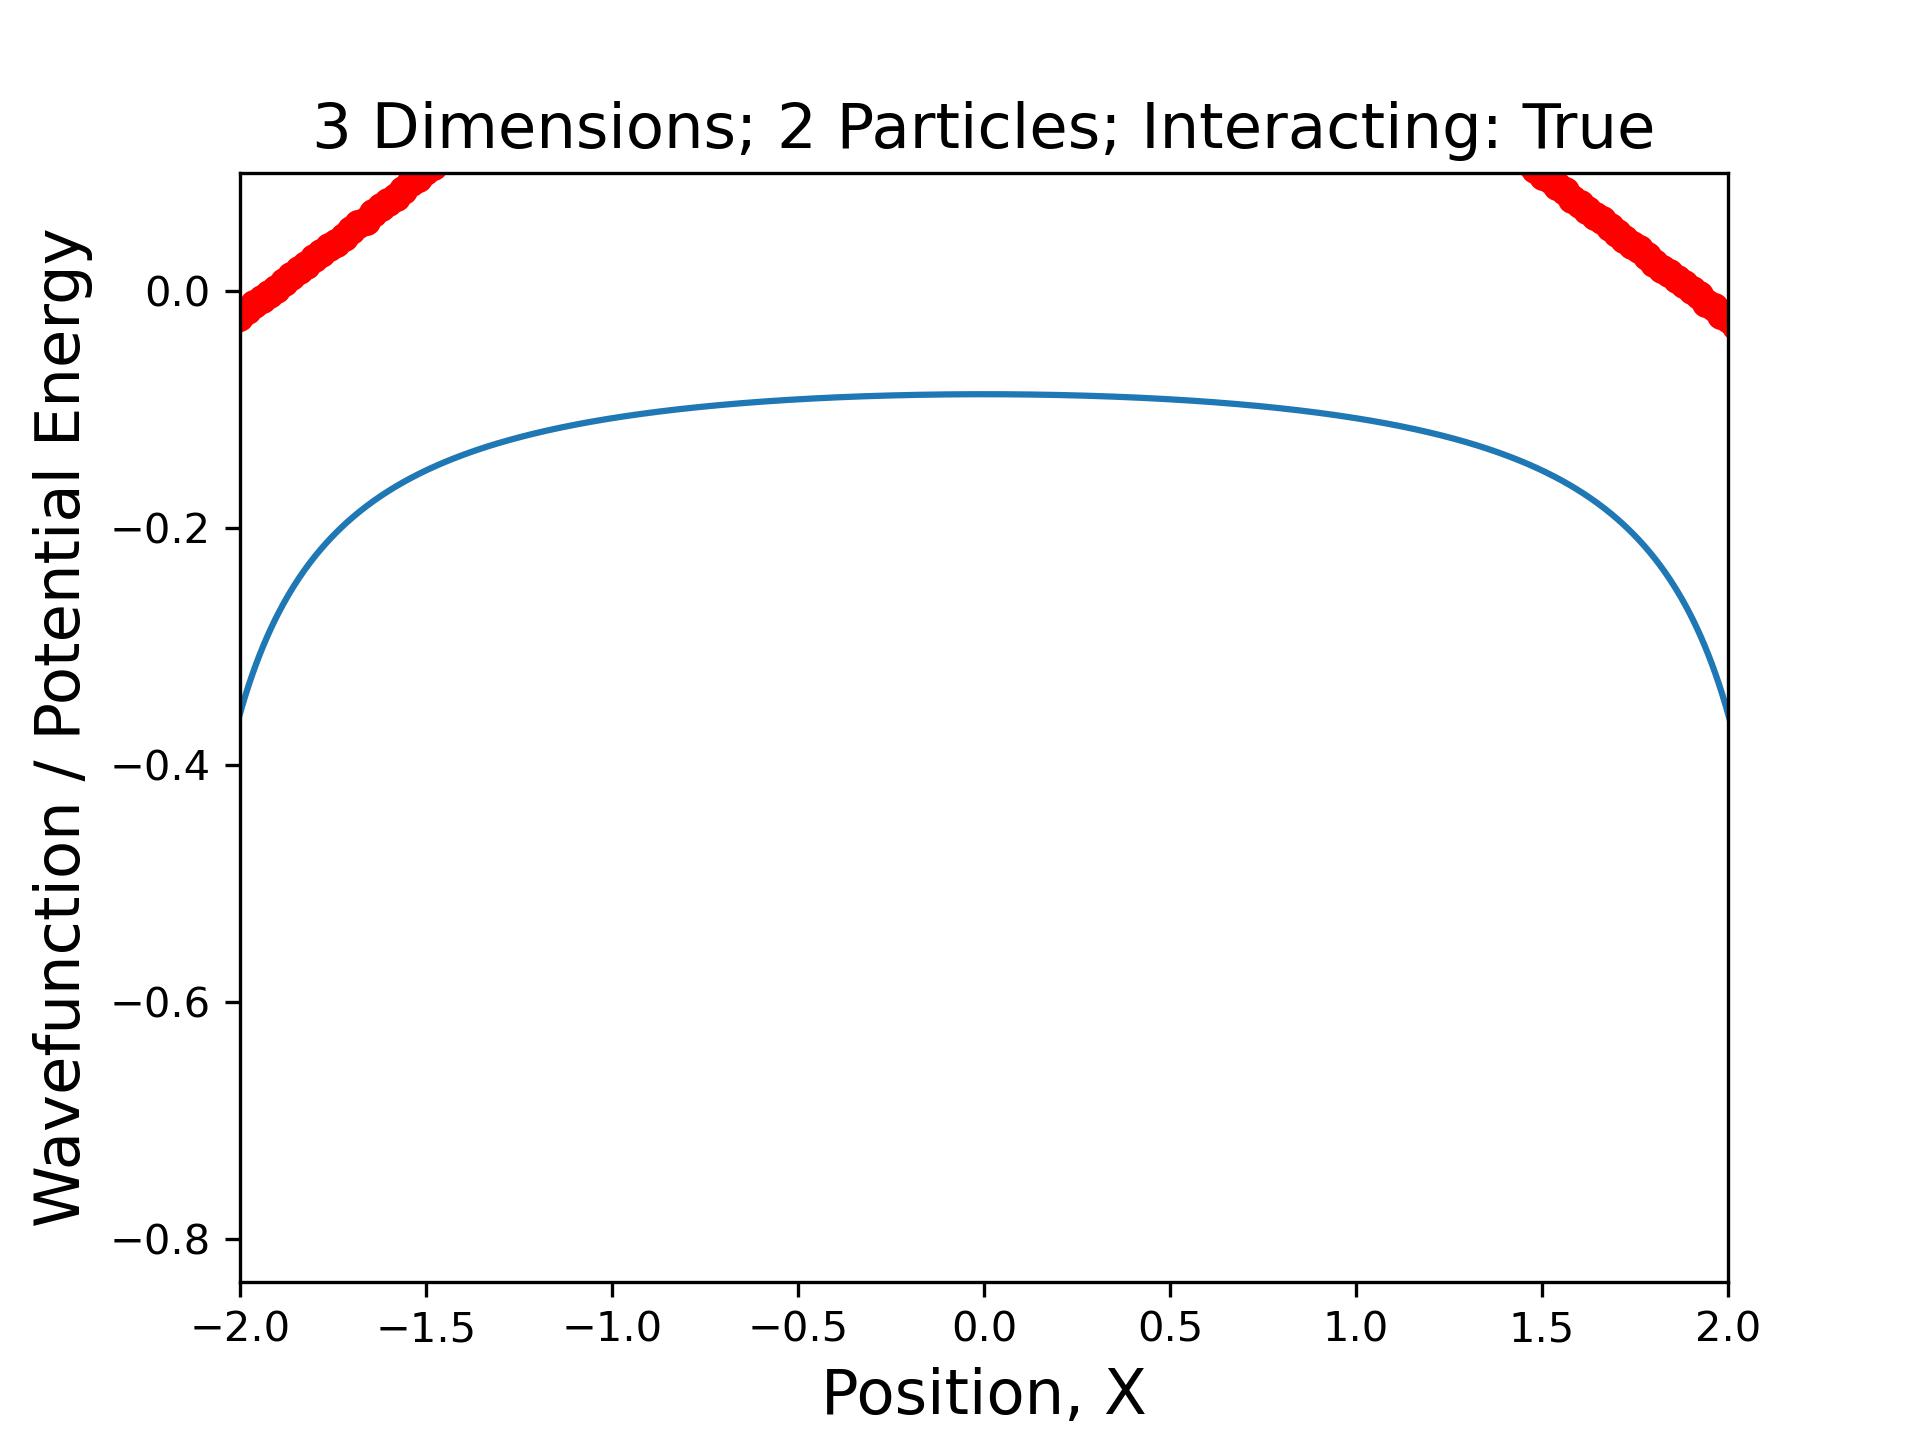 3 Dimensions; 2 Particles; Interacting: True
Wavefunction / Potential Energy
0.0
−0.2
−0.4
−0.6
−0.8
−2.0 −1.5 −1.0 −0.5 0.0 0.5 1.0 1.5 2.0
Position, X